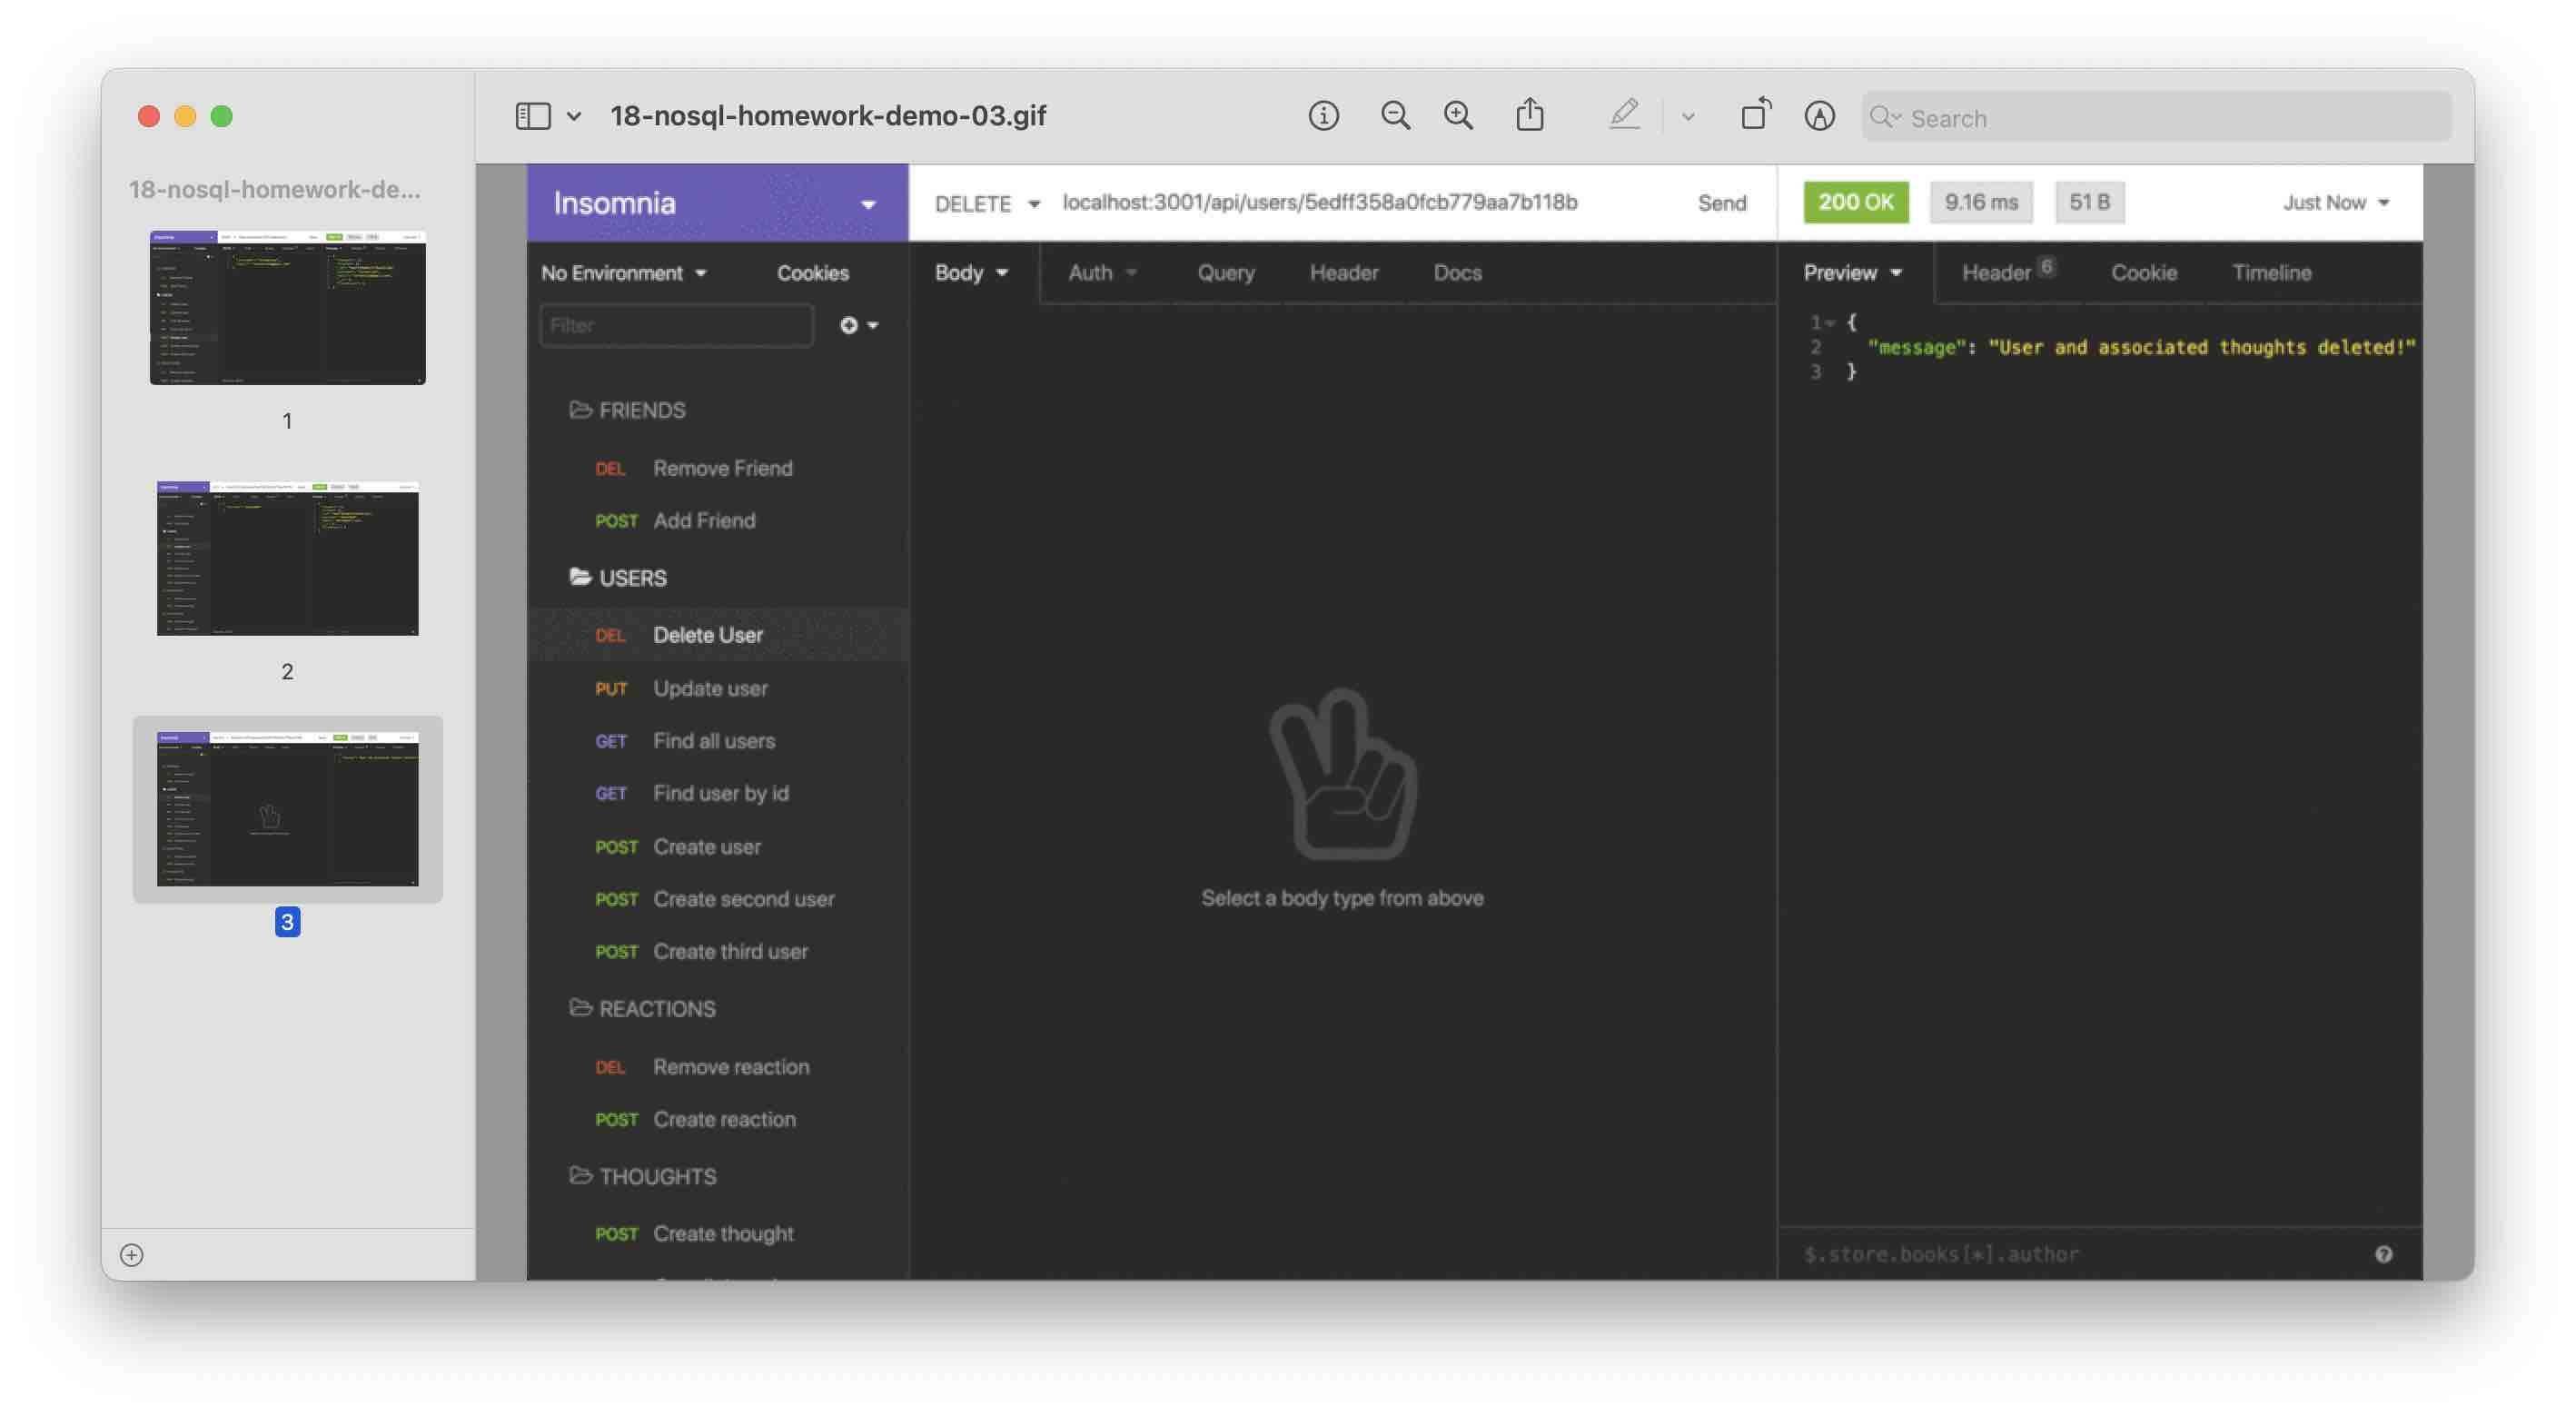 18-nosql-homework-demo-03.gif
Search
18-nosql-homework-de...
1
2
3
Insomnia
DELETE
localhost:3001/api/users/5edff358a0fcb779aa7b118b
Send
200 OK
9.16 ms
51 B
Just Now
No Environment
Cookies
Body
Auth
Query
Header
Docs
Preview
Header 6
Cookie
Timeline
Filter
FRIENDS
DEL Remove Friend
POST Add Friend
USERS
DEL Delete User
PUT Update user
GET Find all users
GET Find user by id
POST Create user
POST Create second user
POST Create third user
REACTIONS
DEL Remove reaction
POST Create reaction
THOUGHTS
POST Create thought
Select a body type from above
1 {
2 "message": "User and associated thoughts deleted!"
3 }
$.store.books[*].author